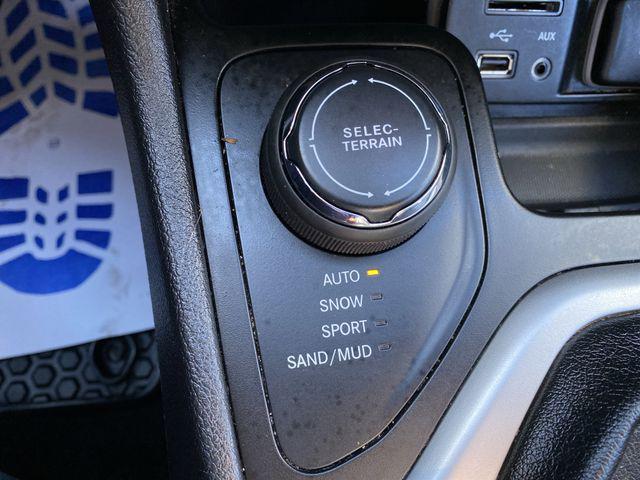 AUX
SELEC-
TERRAIN
AUTO
SNOW
SPORT
SAND/MUD